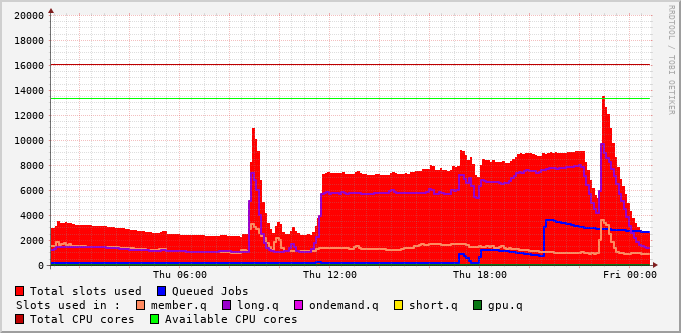 20000
18000
16000
14000
12000
10000
8000
6000
4000
2000
0
Thu 06:00 Thu 12:00 Thu 18:00 Fri 00:00
Total slots used Queued Jobs
Slots used in : member.q long.q ondemand.q short.q gpu.q
Total CPU cores Available CPU cores
RRDTOOL / TOBI OETIKER